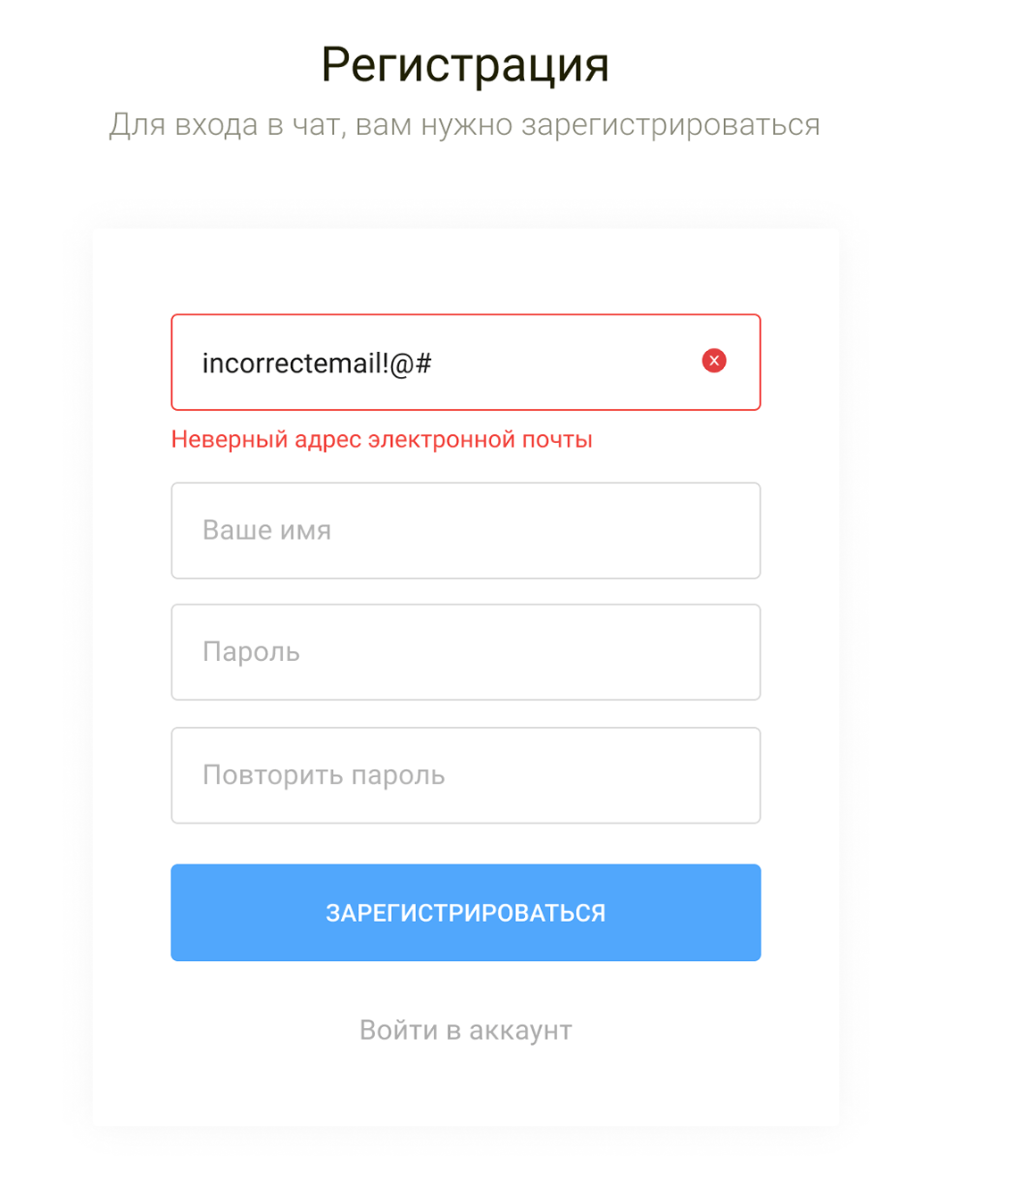 Регистрация
Для входа в чат, вам нужно зарегистрироваться
incorrectemail!@#
Неверный адрес электронной почты
Ваше имя
Пароль
Повторить пароль
ЗАРЕГИСТРИРОВАТЬСЯ
Войти в аккаунт